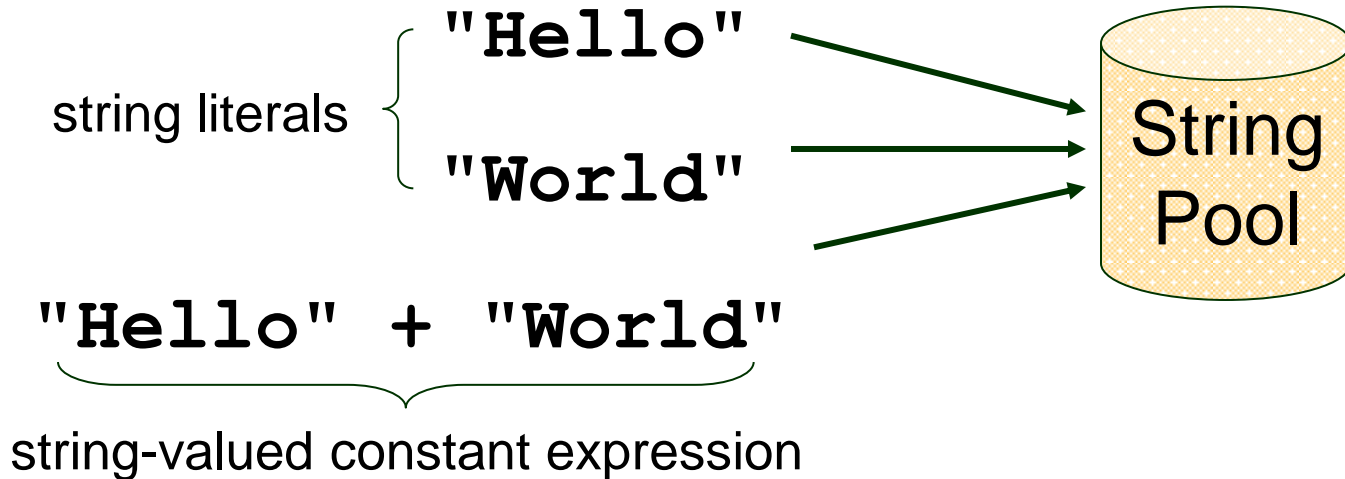 "Hello"
string literals
"World"
String
Pool
"Hello" + "World"
string-valued constant expression